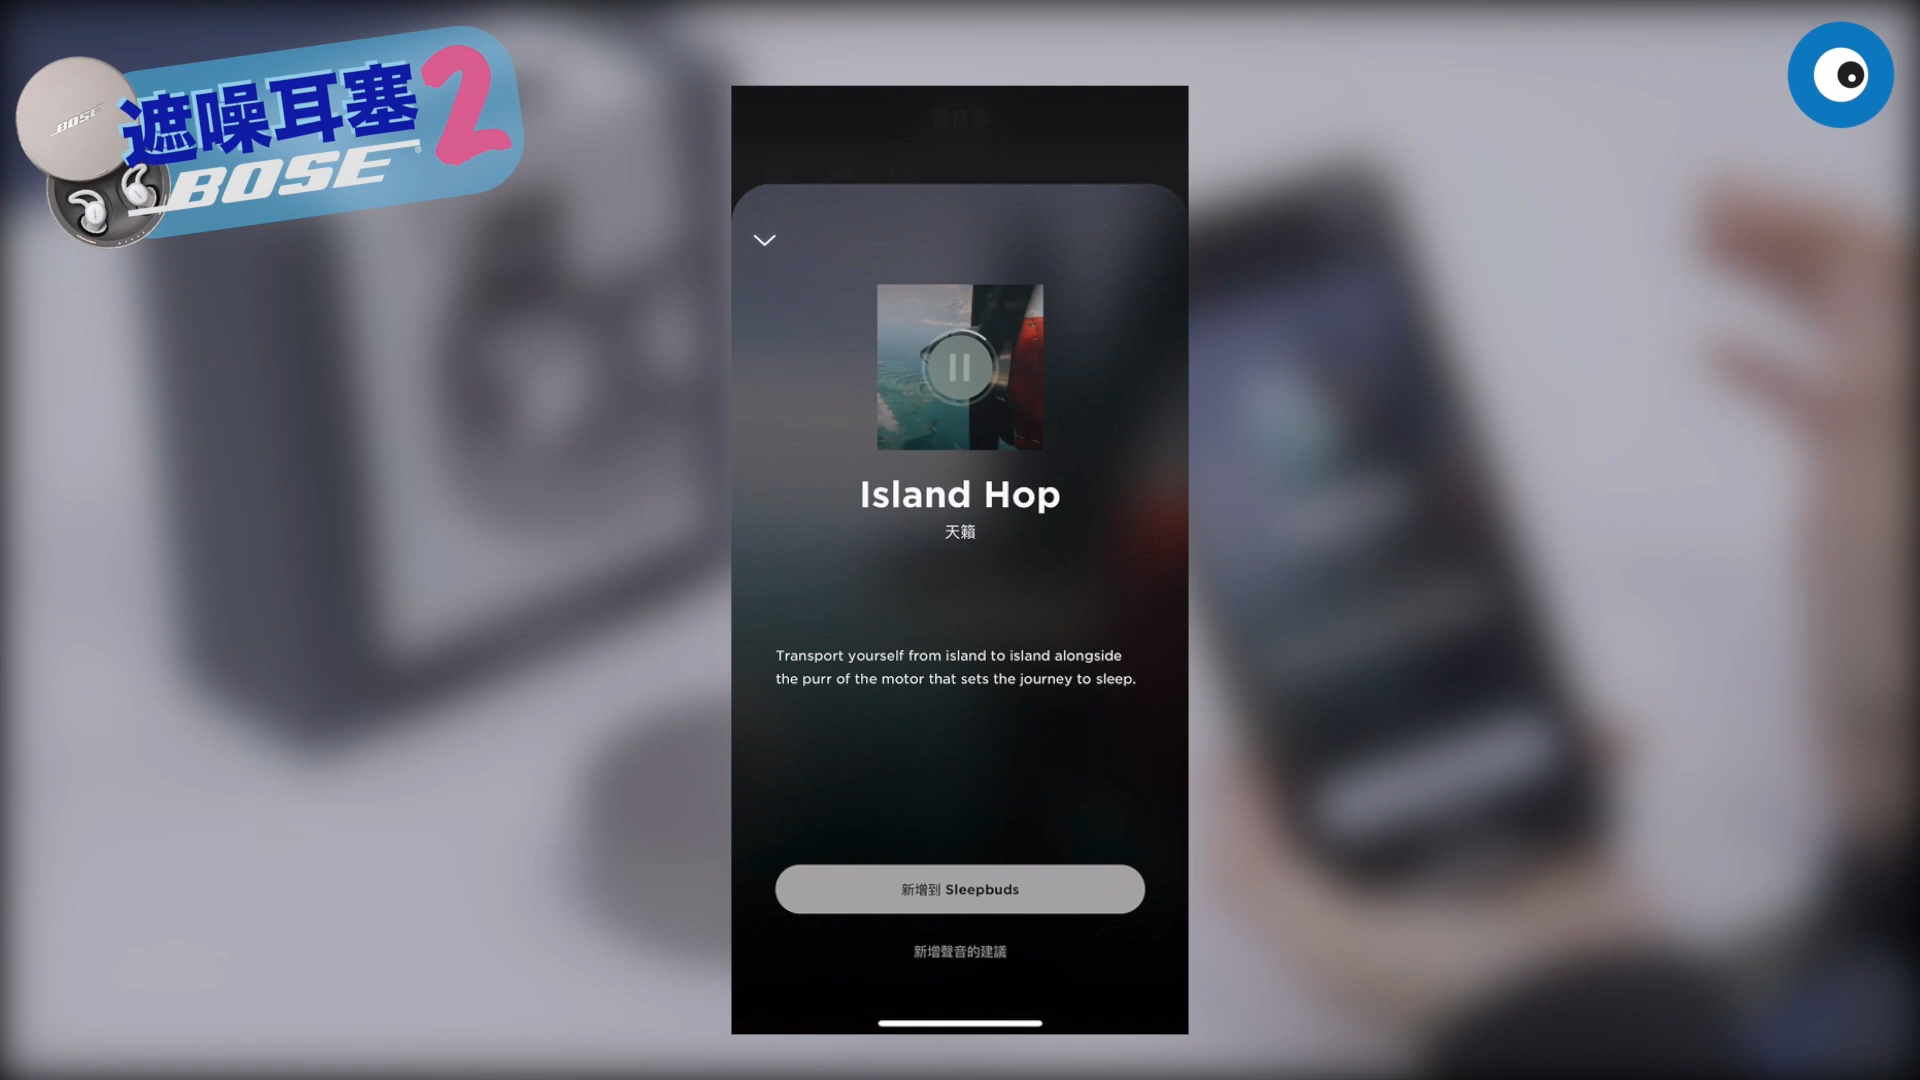 BOSE
遮噪耳塞2
BOSE
Island Hop
天籟
Transport yourself from island to island alongside
the purr of the motor that sets the journey to sleep.
新增到 Sleepbuds
新增聲音的建議